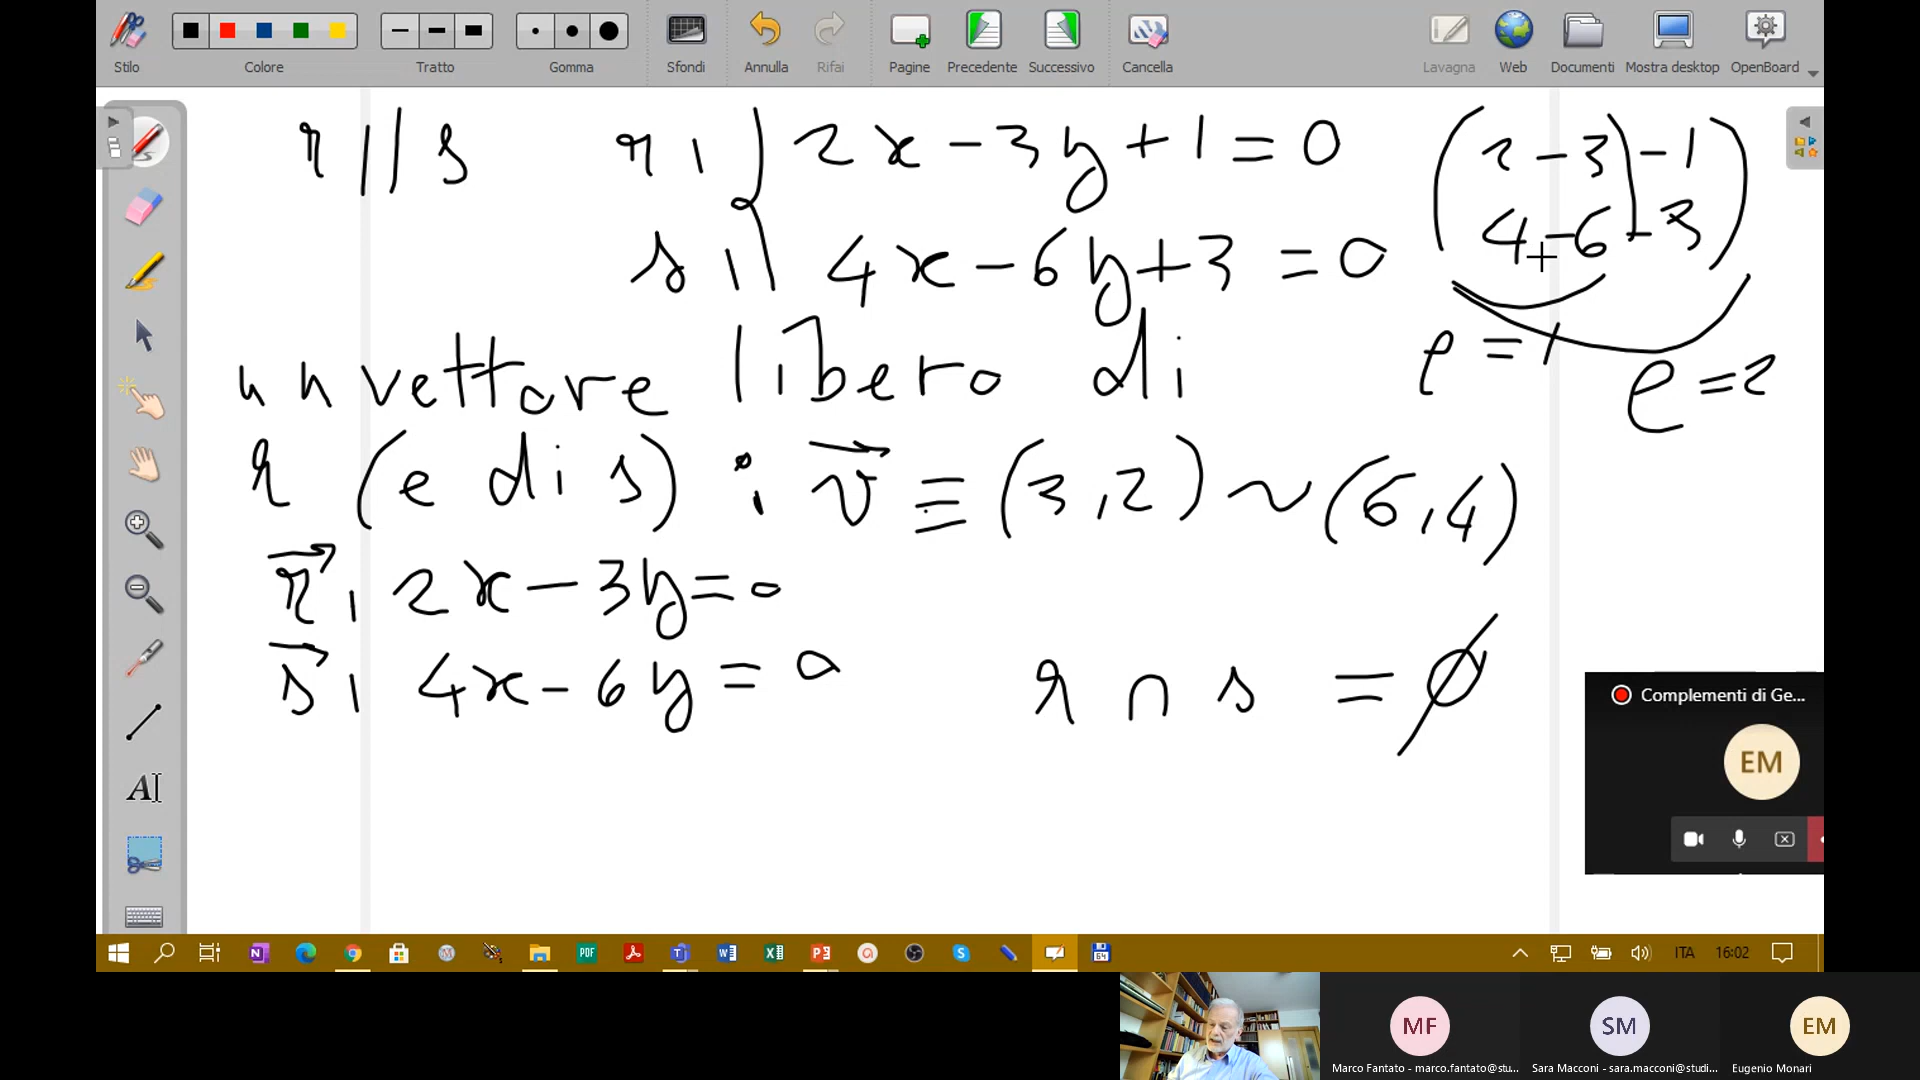 Stilo Colore Tratto Gomma Sfondi Annulla Rifai Pagine Precedente Successivo Cancella Lavagna Web Documenti Mostra desktop OpenBoard
r // s r: { 2x - 3y + 1 = 0 ( 2 -3 | -1
s: 4x - 6y + 3 = 0 4 -6 | -3 )
ρ = 1 ρ = 2
un vettore libero di
r (e di s) : v ≡ (3,2) ~ (6,4)
r: 2x - 3y = 0
s: 4x - 6y = 0 r ∩ s = ∅
Complementi di Ge...
EM
ITA 16:02
MF SM EM
Marco Fantato - marco.fantato@stu... Sara Macconi - sara.macconi@studi... Eugenio Monari